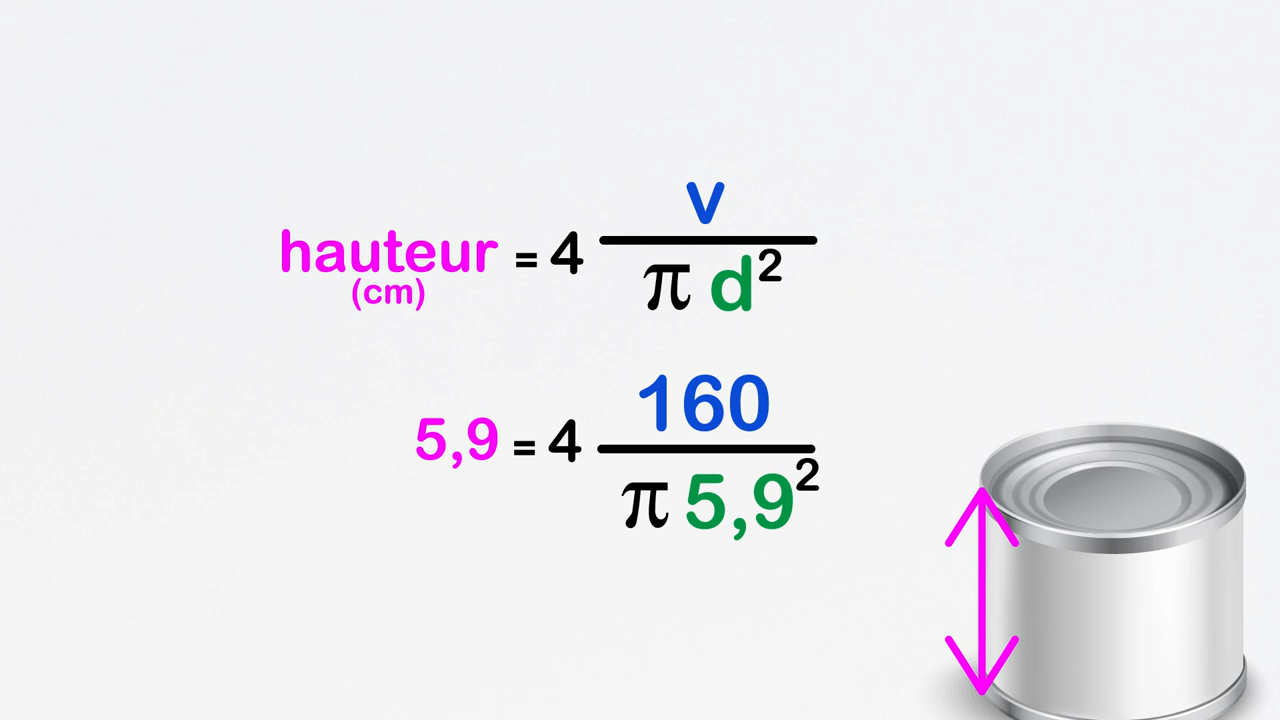 hauteur = 4 v / π d²
(cm)
5,9 = 4 160 / π 5,9²